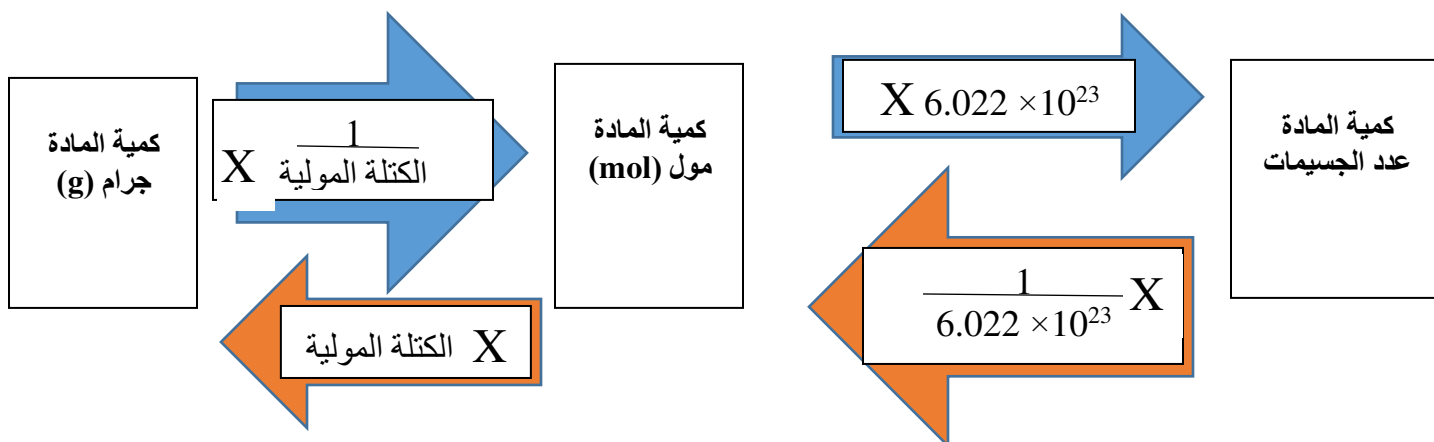 كمية المادة
جرام (g)
X 1
الكتلة المولية
كمية المادة
مول (mol)
X 6.022 ×10²³
كمية المادة
عدد الجسيمات
X الكتلة المولية
1 X
6.022 ×10²³